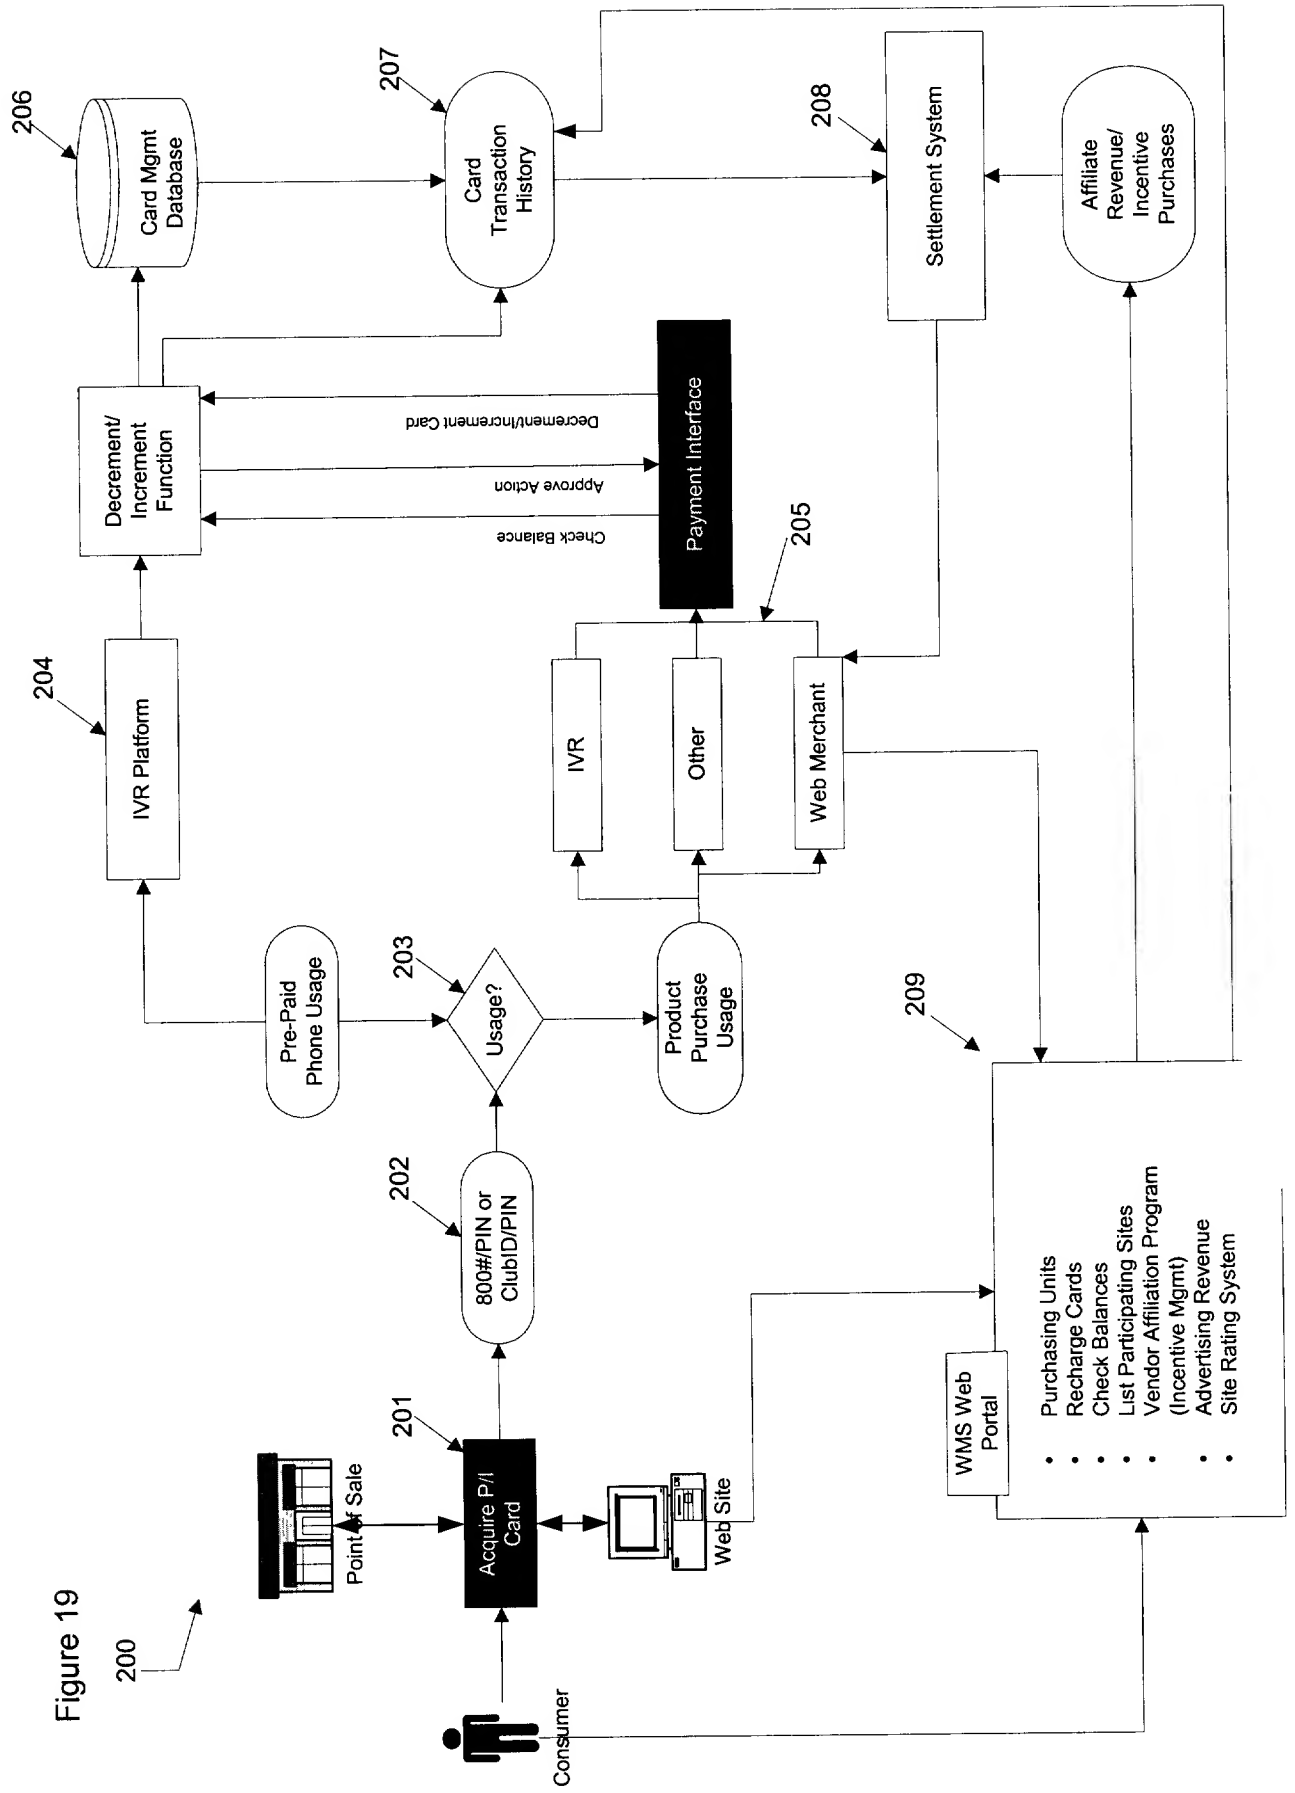 Figure 19
200
206
Card Mgmt
Database
207
Card
Transaction
History
208
Settlement System
Affiliate
Revenue/
Incentive
Purchases
Decrement/
Increment
Function
Decrement/Increment Card
Approve Action
Check Balance
Payment Interface
205
204
IVR Platform
IVR
Other
Web Merchant
Pre-Paid
Phone Usage
203
Usage?
Product
Purchase
Usage
209
202
800#/PIN or
ClubID/PIN
201
Acquire P/I
Card
Point of Sale
Web Site
Consumer
WMS Web
Portal
• Purchasing Units
• Recharge Cards
• Check Balances
• List Participating Sites
• Vendor Affiliation Program
(Incentive Mgmt)
• Advertising Revenue
• Site Rating System